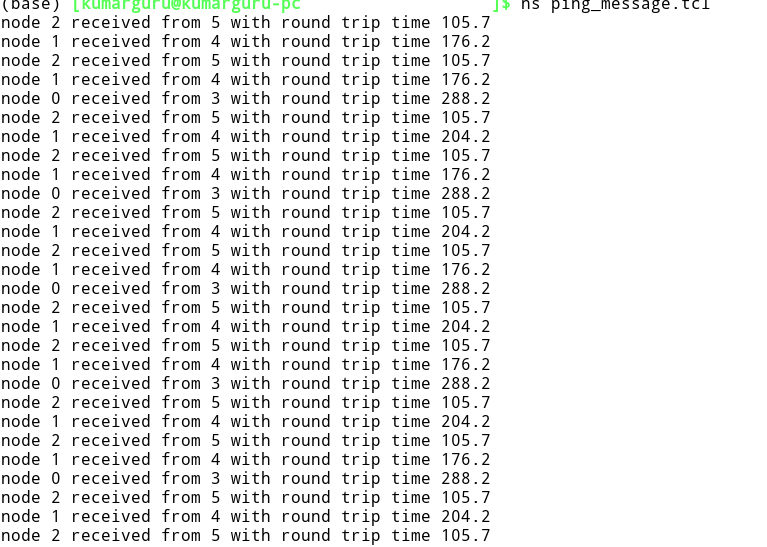 (base) [kumarguru@kumarguru-pc ]$ ns ping_message.tcl
node 2 received from 5 with round trip time 105.7
node 1 received from 4 with round trip time 176.2
node 2 received from 5 with round trip time 105.7
node 1 received from 4 with round trip time 176.2
node 0 received from 3 with round trip time 288.2
node 2 received from 5 with round trip time 105.7
node 1 received from 4 with round trip time 204.2
node 2 received from 5 with round trip time 105.7
node 1 received from 4 with round trip time 176.2
node 0 received from 3 with round trip time 288.2
node 2 received from 5 with round trip time 105.7
node 1 received from 4 with round trip time 204.2
node 2 received from 5 with round trip time 105.7
node 1 received from 4 with round trip time 176.2
node 0 received from 3 with round trip time 288.2
node 2 received from 5 with round trip time 105.7
node 1 received from 4 with round trip time 204.2
node 2 received from 5 with round trip time 105.7
node 1 received from 4 with round trip time 176.2
node 0 received from 3 with round trip time 288.2
node 2 received from 5 with round trip time 105.7
node 1 received from 4 with round trip time 204.2
node 2 received from 5 with round trip time 105.7
node 1 received from 4 with round trip time 176.2
node 0 received from 3 with round trip time 288.2
node 2 received from 5 with round trip time 105.7
node 1 received from 4 with round trip time 204.2
node 2 received from 5 with round trip time 105.7